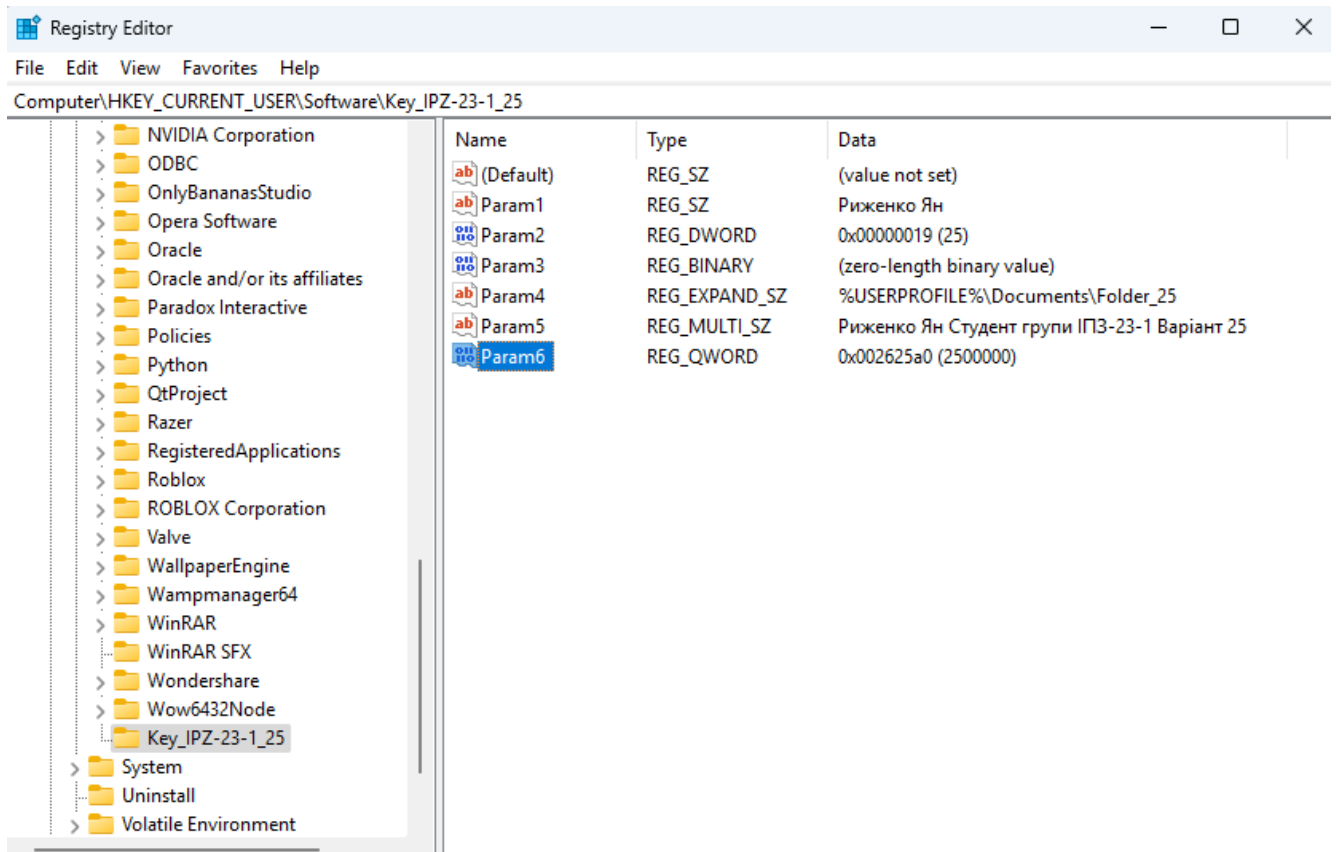 Registry Editor
File Edit View Favorites Help
Computer\HKEY_CURRENT_USER\Software\Key_IPZ-23-1_25
NVIDIA Corporation
ODBC
OnlyBananasStudio
Opera Software
Oracle
Oracle and/or its affiliates
Paradox Interactive
Policies
Python
QtProject
Razer
RegisteredApplications
Roblox
ROBLOX Corporation
Valve
WallpaperEngine
Wampmanager64
WinRAR
WinRAR SFX
Wondershare
Wow6432Node
Key_IPZ-23-1_25
System
Uninstall
Volatile Environment
Name Type Data
(Default) REG_SZ (value not set)
Param1 REG_SZ Риженко Ян
Param2 REG_DWORD 0x00000019 (25)
Param3 REG_BINARY (zero-length binary value)
Param4 REG_EXPAND_SZ %USERPROFILE%\Documents\Folder_25
Param5 REG_MULTI_SZ Риженко Ян Студент групи ІПЗ-23-1 Варіант 25
Param6 REG_QWORD 0x002625a0 (2500000)